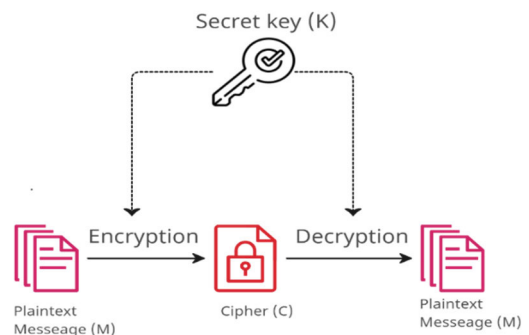 Secret key (K)
Encryption
Decryption
Plaintext
Messeage (M)
Cipher (C)
Plaintext
Messeage (M)